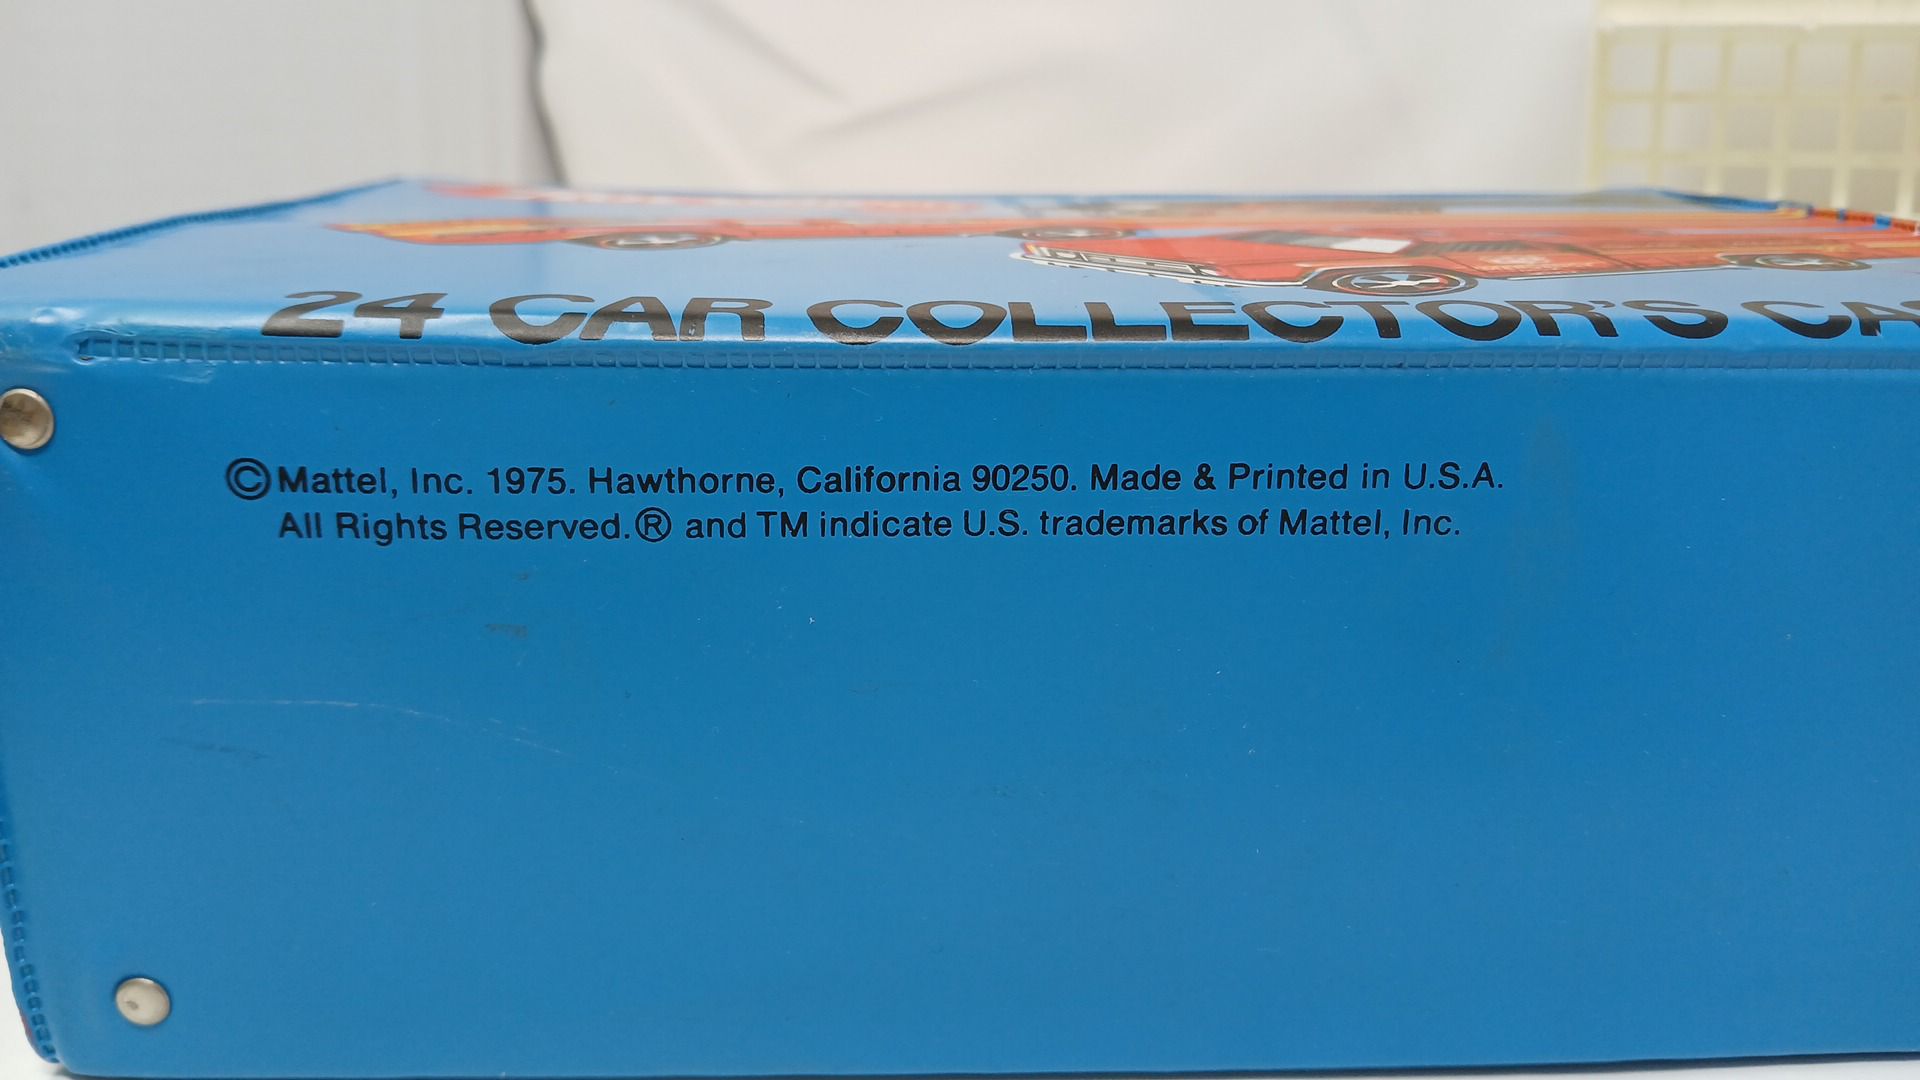 24 CAR COLLECTOR'S
©Mattel, Inc. 1975. Hawthorne, California 90250. Made & Printed in U.S.A.
All Rights Reserved.® and TM indicate U.S. trademarks of Mattel, Inc.